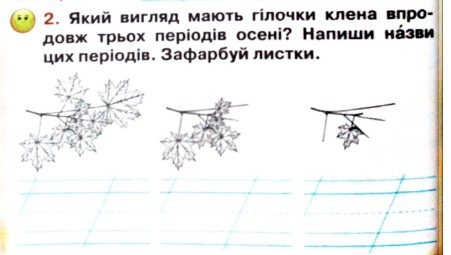 2. Який вигляд мають гілочки клена впро-
довж трьох періодів осені? Напиши на́зви
цих періодів. Зафарбуй листки.